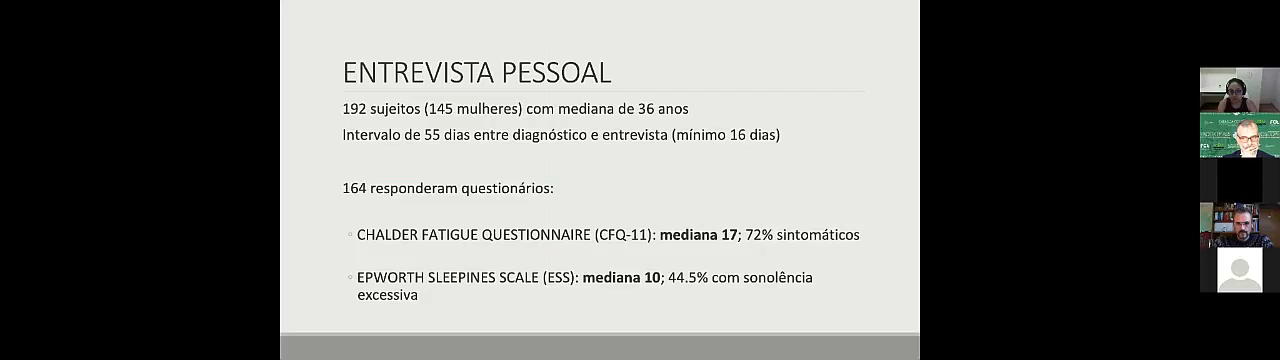 ENTREVISTA PESSOAL
192 sujeitos (145 mulheres) com mediana de 36 anos
Intervalo de 55 dias entre diagnóstico e entrevista (mínimo 16 dias)
164 responderam questionários:
◦ CHALDER FATIGUE QUESTIONNAIRE (CFQ-11): mediana 17; 72% sintomáticos
◦ EPWORTH SLEEPINES SCALE (ESS): mediana 10; 44.5% com sonolência
excessiva